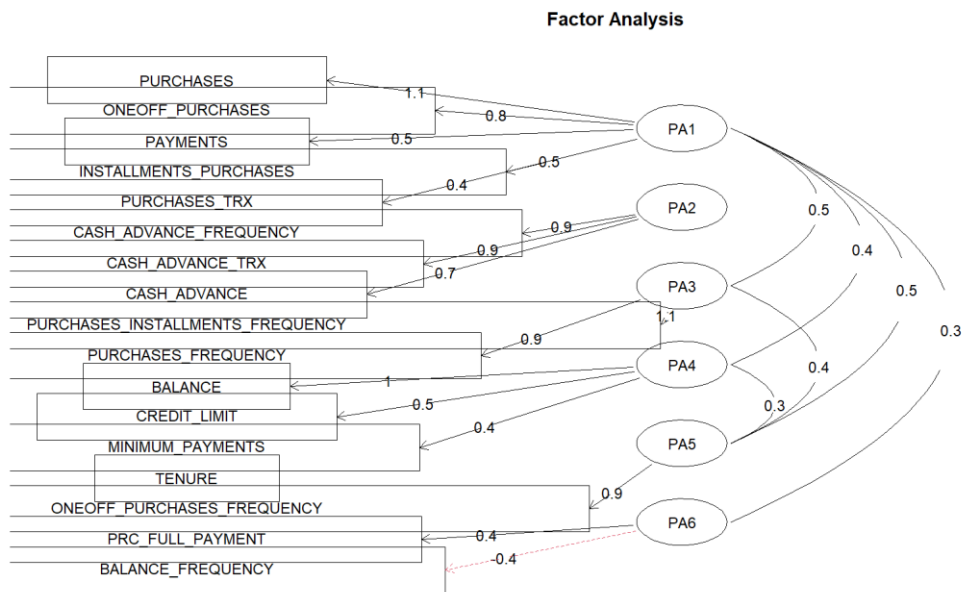 Factor Analysis
PURCHASES
1.1
ONEOFF_PURCHASES
0.8
PA1
PAYMENTS
0.5
INSTALLMENTS_PURCHASES
0.5
0.4
PURCHASES_TRX
PA2
0.5
CASH_ADVANCE_FREQUENCY
0.9
0.9
0.4
CASH_ADVANCE_TRX
0.7
PA3
0.5
CASH_ADVANCE
PURCHASES_INSTALLMENTS_FREQUENCY
1.1
0.3
0.9
PURCHASES_FREQUENCY
PA4
0.4
BALANCE
1
0.5
0.3
CREDIT_LIMIT
0.4
PA5
MINIMUM_PAYMENTS
TENURE
0.9
ONEOFF_PURCHASES_FREQUENCY
PA6
PRC_FULL_PAYMENT
0.4
-0.4
BALANCE_FREQUENCY